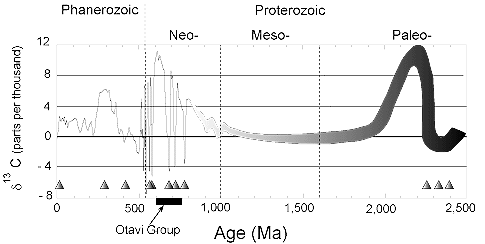 Phanerozoic
Proterozoic
Neo-
Meso-
Paleo-
δ13 C (parts per thousand)
12
8
4
0
- 4
- 8
0
500
1,000
1,500
2,000
2,500
Otavi Group
Age (Ma)